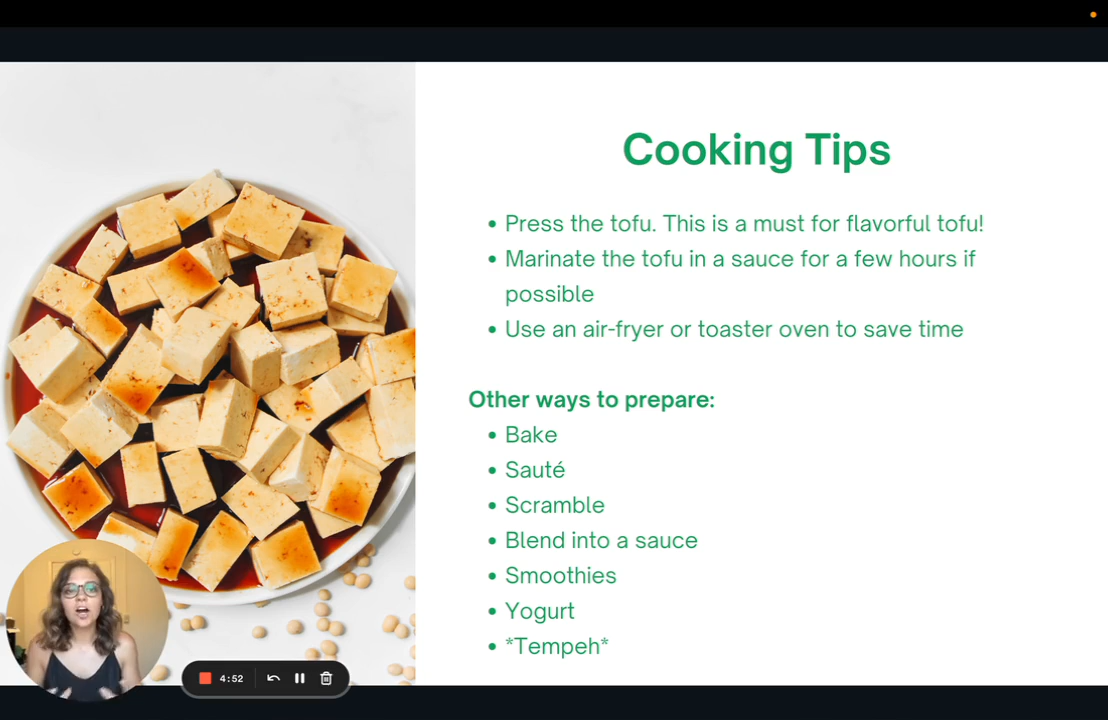 Cooking Tips
• Press the tofu. This is a must for flavorful tofu!
• Marinate the tofu in a sauce for a few hours if
possible
• Use an air-fryer or toaster oven to save time
Other ways to prepare:
• Bake
• Sauté
• Scramble
• Blend into a sauce
• Smoothies
• Yogurt
• *Tempeh*
4:52